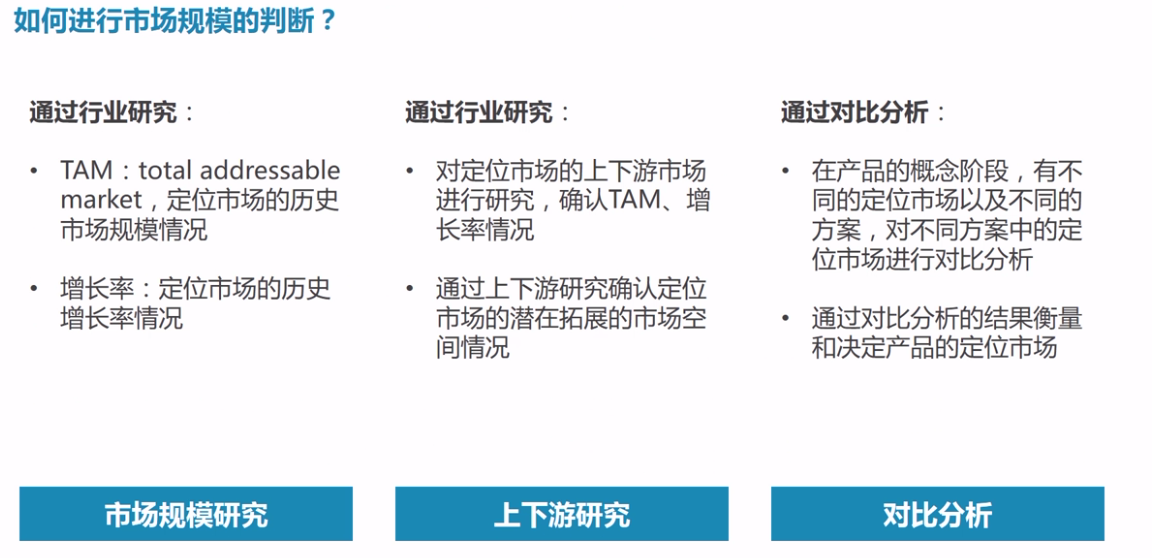 如何进行市场规模的判断？
通过行业研究：
• TAM：total addressable
market，定位市场的历史
市场规模情况
• 增长率：定位市场的历史
增长率情况
市场规模研究
通过行业研究：
• 对定位市场的上下游市场
进行研究，确认TAM、增
长率情况
• 通过上下游研究确认定位
市场的潜在拓展的市场空
间情况
上下游研究
通过对比分析：
• 在产品的概念阶段，有不
同的定位市场以及不同的
方案，对不同方案中的定
位市场进行对比分析
• 通过对比分析的结果衡量
和决定产品的定位市场
对比分析